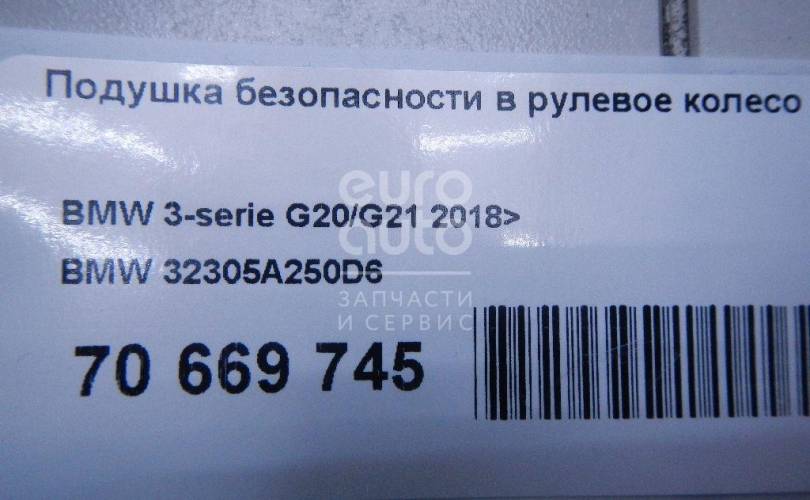 Подушка безопасности в рулевое колесо
BMW 3-serie G20/G21 2018>
BMW 32305A250D6
70 669 745
euro
auto
ЗАПЧАСТИ
И СЕРВИС